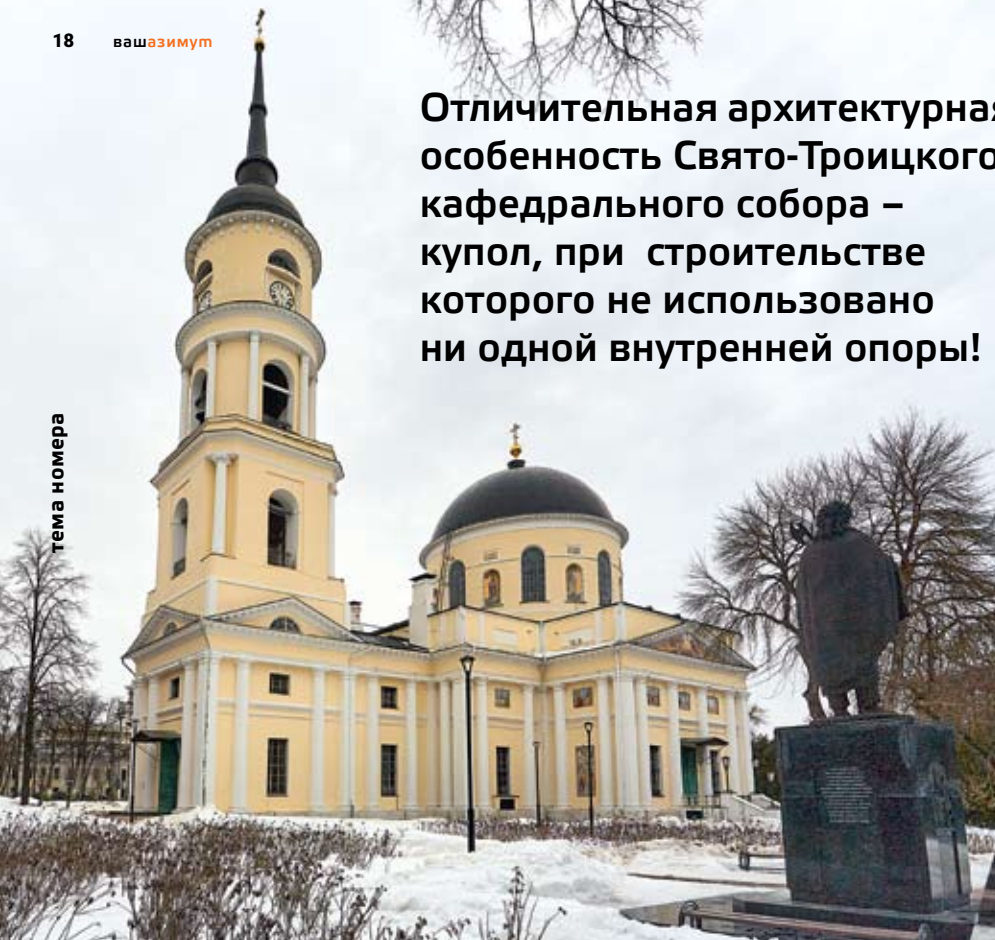 18 вашазимут
Отличительная архитектурная
особенность Свято-Троицкого
кафедрального собора –
купол, при строительстве
которого не использовано
ни одной внутренней опоры!
тема номера